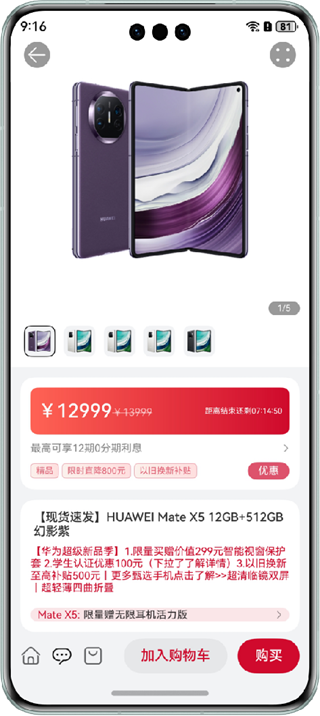 9:16
81
HUAWEI
1/5
￥12999 ￥13999
距离结束还剩07:14:50
最高可享12期0分期利息
赠品 限时直降800元 以旧换新补贴 优惠
【现货速发】HUAWEI Mate X5 12GB+512GB
幻影紫
【华为超级新品季】1.限量买赠价值299元智能视窗保护
套 2.学生认证优惠100元（下拉了了解详情）3.以旧换新
至高补贴500元丨更多甄选手机点击了解>>超清临镜双屏
丨超轻薄四曲折叠
Mate X5: 限量赠无限耳机活力版
加入购物车
购买